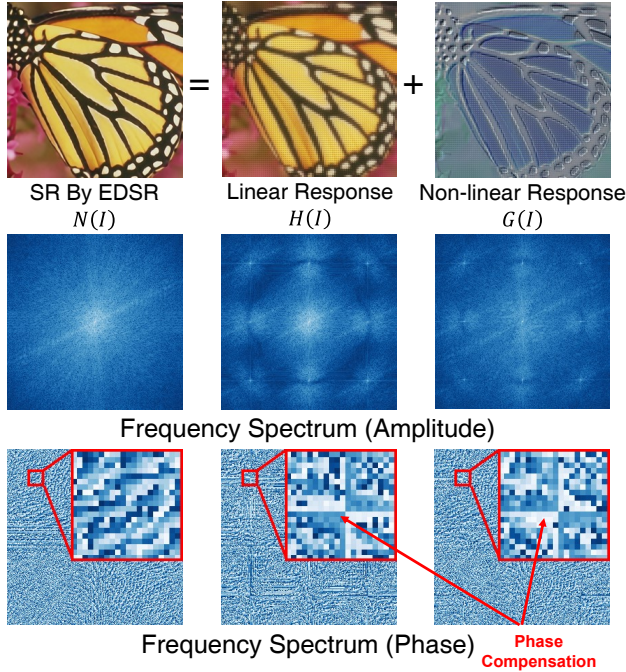 = +
SR By EDSR Linear Response Non-linear Response
N(I) H(I) G(I)
Frequency Spectrum (Amplitude)
Frequency Spectrum (Phase)
Phase
Compensation